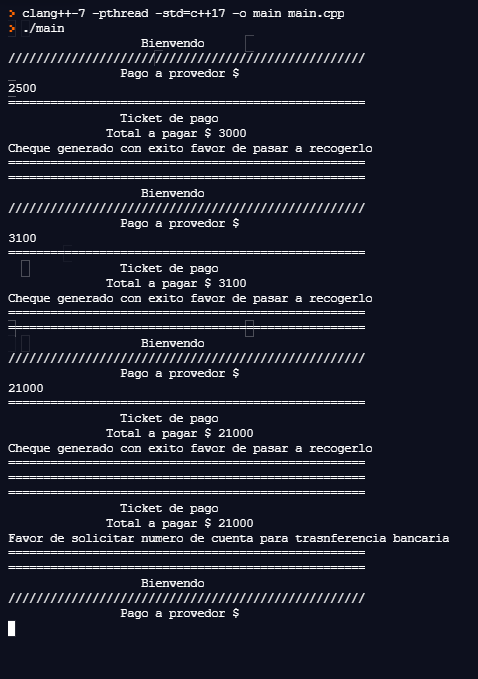 > clang++-7 -pthread -std=c++17 -o main main.cpp
> ./main
Bienvendo
///////////////////////////////////////////////////
Pago a provedor $
2500
===================================================
Ticket de pago
Total a pagar $ 3000
Cheque generado con exito favor de pasar a recogerlo
===================================================
===================================================
Bienvendo
///////////////////////////////////////////////////
Pago a provedor $
3100
===================================================
Ticket de pago
Total a pagar $ 3100
Cheque generado con exito favor de pasar a recogerlo
===================================================
===================================================
Bienvendo
///////////////////////////////////////////////////
Pago a provedor $
21000
===================================================
Ticket de pago
Total a pagar $ 21000
Cheque generado con exito favor de pasar a recogerlo
===================================================
===================================================
===================================================
Ticket de pago
Total a pagar $ 21000
Favor de solicitar numero de cuenta para trasnferencia bancaria
===================================================
===================================================
Bienvendo
///////////////////////////////////////////////////
Pago a provedor $